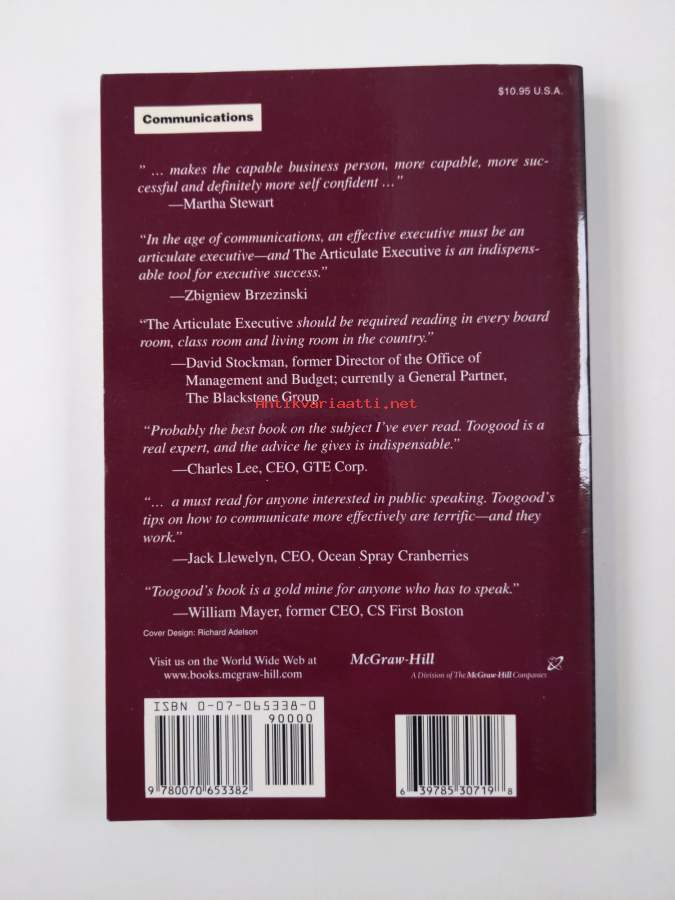 $10.95 U.S.A.
Communications
” … makes the capable business person, more capable, more suc-
cessful and definitely more self confident …”
—Martha Stewart
“In the age of communications, an effective executive must be an
articulate executive—and The Articulate Executive is an indispens-
able tool for executive success.”
—Zbigniew Brzezinski
“The Articulate Executive should be required reading in every board
room, class room and living room in the country.”
—David Stockman, former Director of the Office of
Management and Budget; currently a General Partner,
The Blackstone Group
Antikvariaatti.net
“Probably the best book on the subject I’ve ever read. Toogood is a
real expert, and the advice he gives is indispensable.”
—Charles Lee, CEO, GTE Corp.
“… a must read for anyone interested in public speaking. Toogood’s
tips on how to communicate more effectively are terrific—and they
work.”
—Jack Llewelyn, CEO, Ocean Spray Cranberries
“Toogood’s book is a gold mine for anyone who has to speak.”
—William Mayer, former CEO, CS First Boston
Cover Design: Richard Adelson
Visit us on the World Wide Web at
www.books.mcgraw-hill.com
McGraw-Hill
A Division of The McGraw-Hill Companies
ISBN 0-07-065338-0
90000
9 780070 653382
6 39785 30719 8